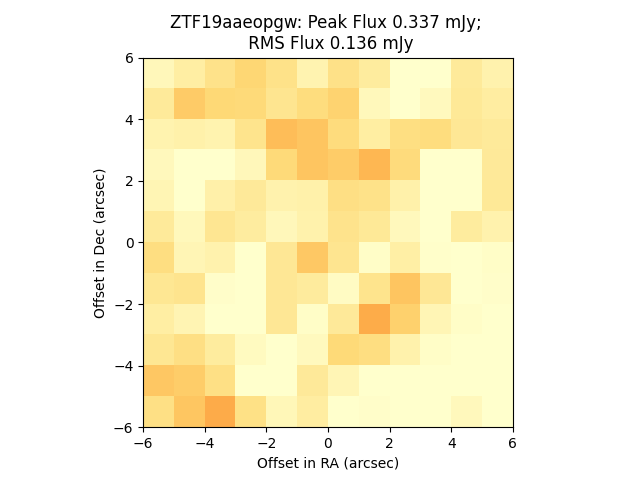 ZTF19aaeopgw: Peak Flux 0.337 mJy;
RMS Flux 0.136 mJy
6
4
2
0
−2
−4
−6
Offset in Dec (arcsec)
−6 −4 −2 0 2 4 6
Offset in RA (arcsec)